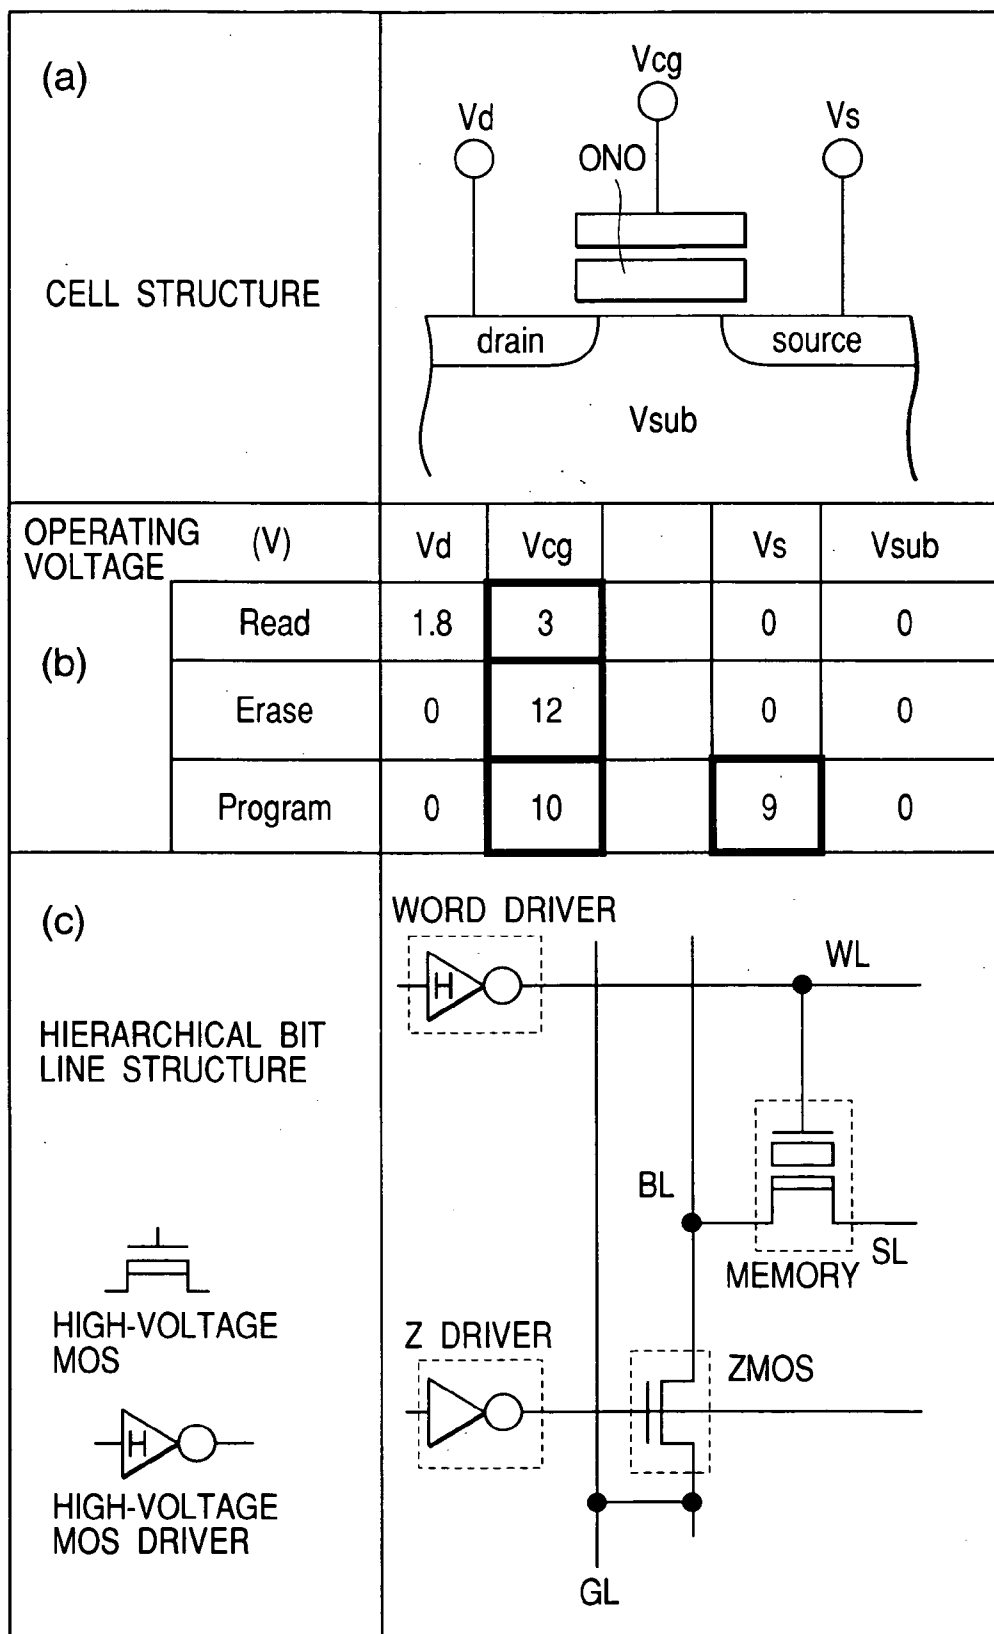 (a)
CELL STRUCTURE
Vcg
Vd
Vs
ONO
drain
source
Vsub
OPERATING
VOLTAGE
(V) Vd Vcg Vs Vsub
(b)
Read 1.8 3 0 0
Erase 0 12 0 0
Program 0 10 9 0
(c)
HIERARCHICAL BIT
LINE STRUCTURE
HIGH-VOLTAGE
MOS
H
HIGH-VOLTAGE
MOS DRIVER
WORD DRIVER
H
WL
BL
SL
MEMORY
Z DRIVER
ZMOS
GL